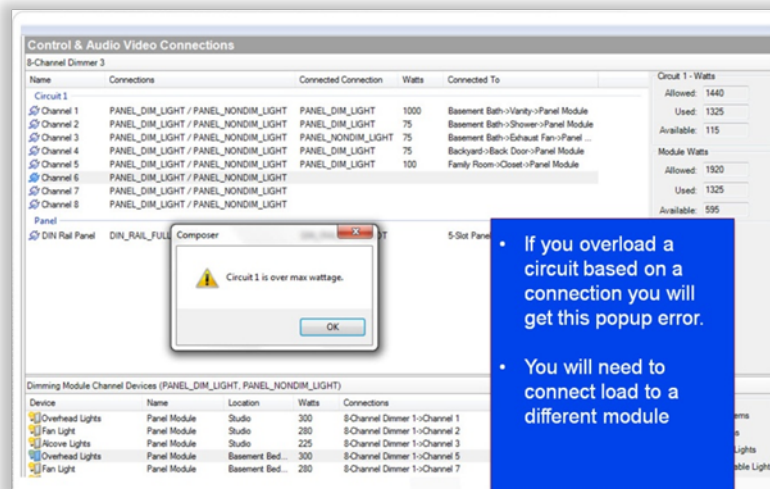 Control & Audio Video Connections
8-Channel Dimmer 3
Name Connections Connected Connection Watts Connected To
Circuit 1
Channel 1 PANEL_DIM_LIGHT / PANEL_NONDIM_LIGHT PANEL_DIM_LIGHT 1000 Basement Bath->Vanity->Panel Module
Channel 2 PANEL_DIM_LIGHT / PANEL_NONDIM_LIGHT PANEL_DIM_LIGHT 75 Basement Bath->Shower->Panel Module
Channel 3 PANEL_DIM_LIGHT / PANEL_NONDIM_LIGHT PANEL_NONDIM_LIGHT 75 Basement Bath->Exhaust Fan->Panel ...
Channel 4 PANEL_DIM_LIGHT / PANEL_NONDIM_LIGHT PANEL_DIM_LIGHT 75 Backyard->Back Door->Panel Module
Channel 5 PANEL_DIM_LIGHT / PANEL_NONDIM_LIGHT PANEL_DIM_LIGHT 100 Family Room->Closet->Panel Module
Channel 6 PANEL_DIM_LIGHT / PANEL_NONDIM_LIGHT
Channel 7 PANEL_DIM_LIGHT / PANEL_NONDIM_LIGHT
Channel 8 PANEL_DIM_LIGHT / PANEL_NONDIM_LIGHT
Panel
DIN Rail Panel DIN_RAIL_FULL 5-Slot Panel
Circuit 1 - Watts
Allowed: 1440
Used: 1325
Available: 115
Module Watts
Allowed: 1920
Used: 1325
Available: 595
Composer
Circuit 1 is over max wattage.
OK
• If you overload a
circuit based on a
connection you will
get this popup error.
• You will need to
connect load to a
different module
Dimming Module Channel Devices (PANEL_DIM_LIGHT, PANEL_NONDIM_LIGHT)
Device Name Location Watts Connections
Overhead Lights Panel Module Studio 300 8-Channel Dimmer 1->Channel 1
Fan Light Panel Module Studio 280 8-Channel Dimmer 1->Channel 2
Alcove Lights Panel Module Studio 225 8-Channel Dimmer 1->Channel 3
Overhead Lights Panel Module Basement Bed... 300 8-Channel Dimmer 1->Channel 5
Fan Light Panel Module Basement Bed... 280 8-Channel Dimmer 1->Channel 7